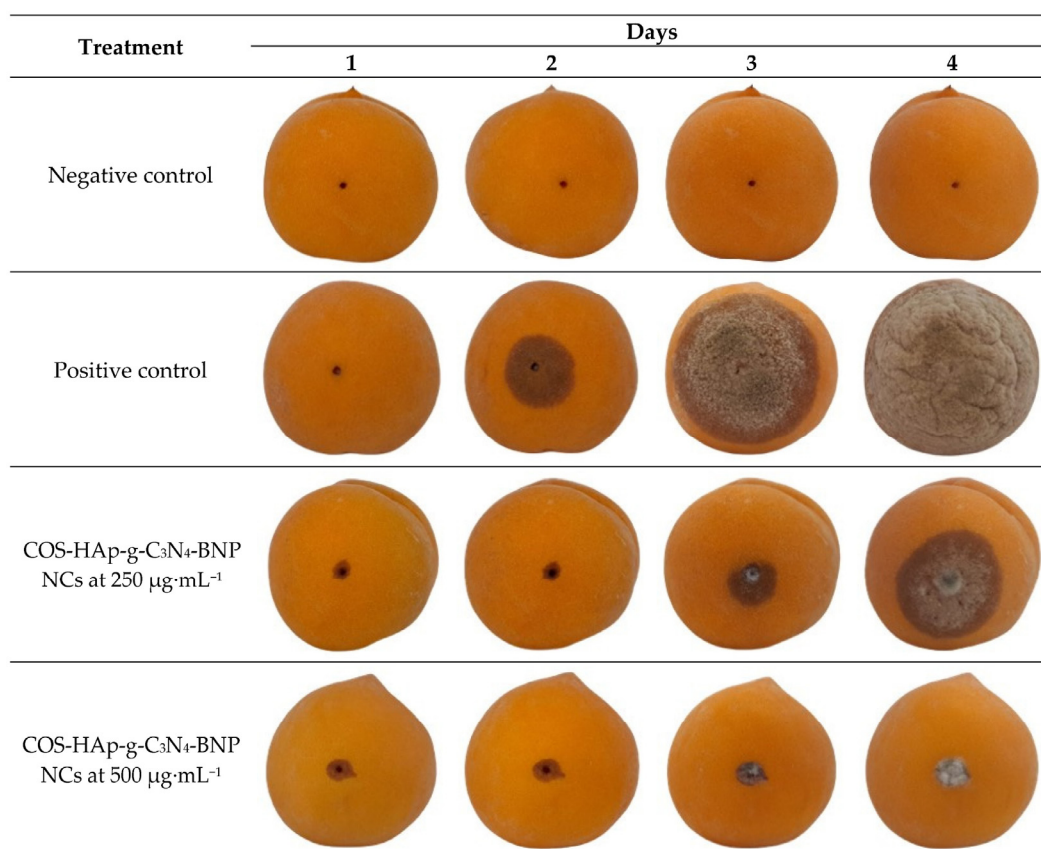 Treatment
Days
1 2 3 4
Negative control
Positive control
COS-HAp-g-C₃N₄-BNP
NCs at 250 µg·mL⁻¹
COS-HAp-g-C₃N₄-BNP
NCs at 500 µg·mL⁻¹